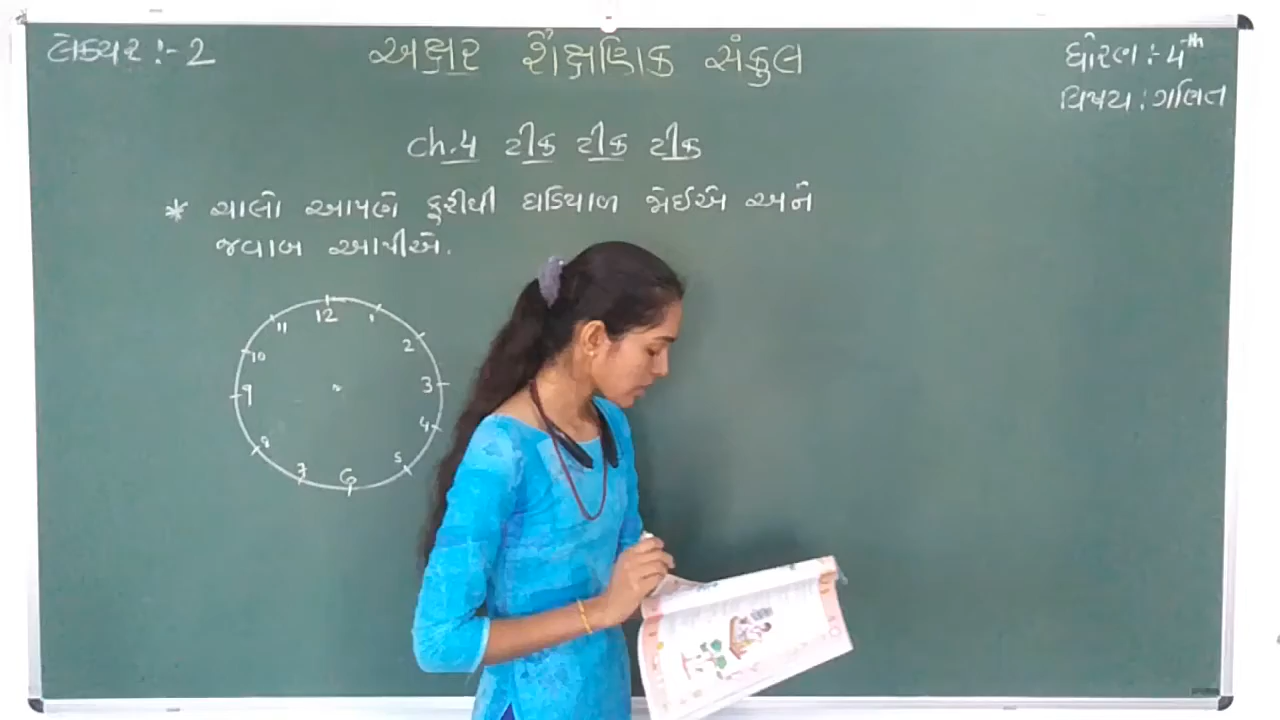 લેક્ચર :- 2
અક્ષર શૈક્ષણિક સંકુલ
ધોરણ :- 4th
વિષય : ગણિત
ch.4 ટીક ટીક ટીક
* ચાલો આપણે ફરીથી ઘડિયાળ જોઈએ અને
જવાબ આપીએ.
12
11 1
10 2
9 3
8 4
7 5
6